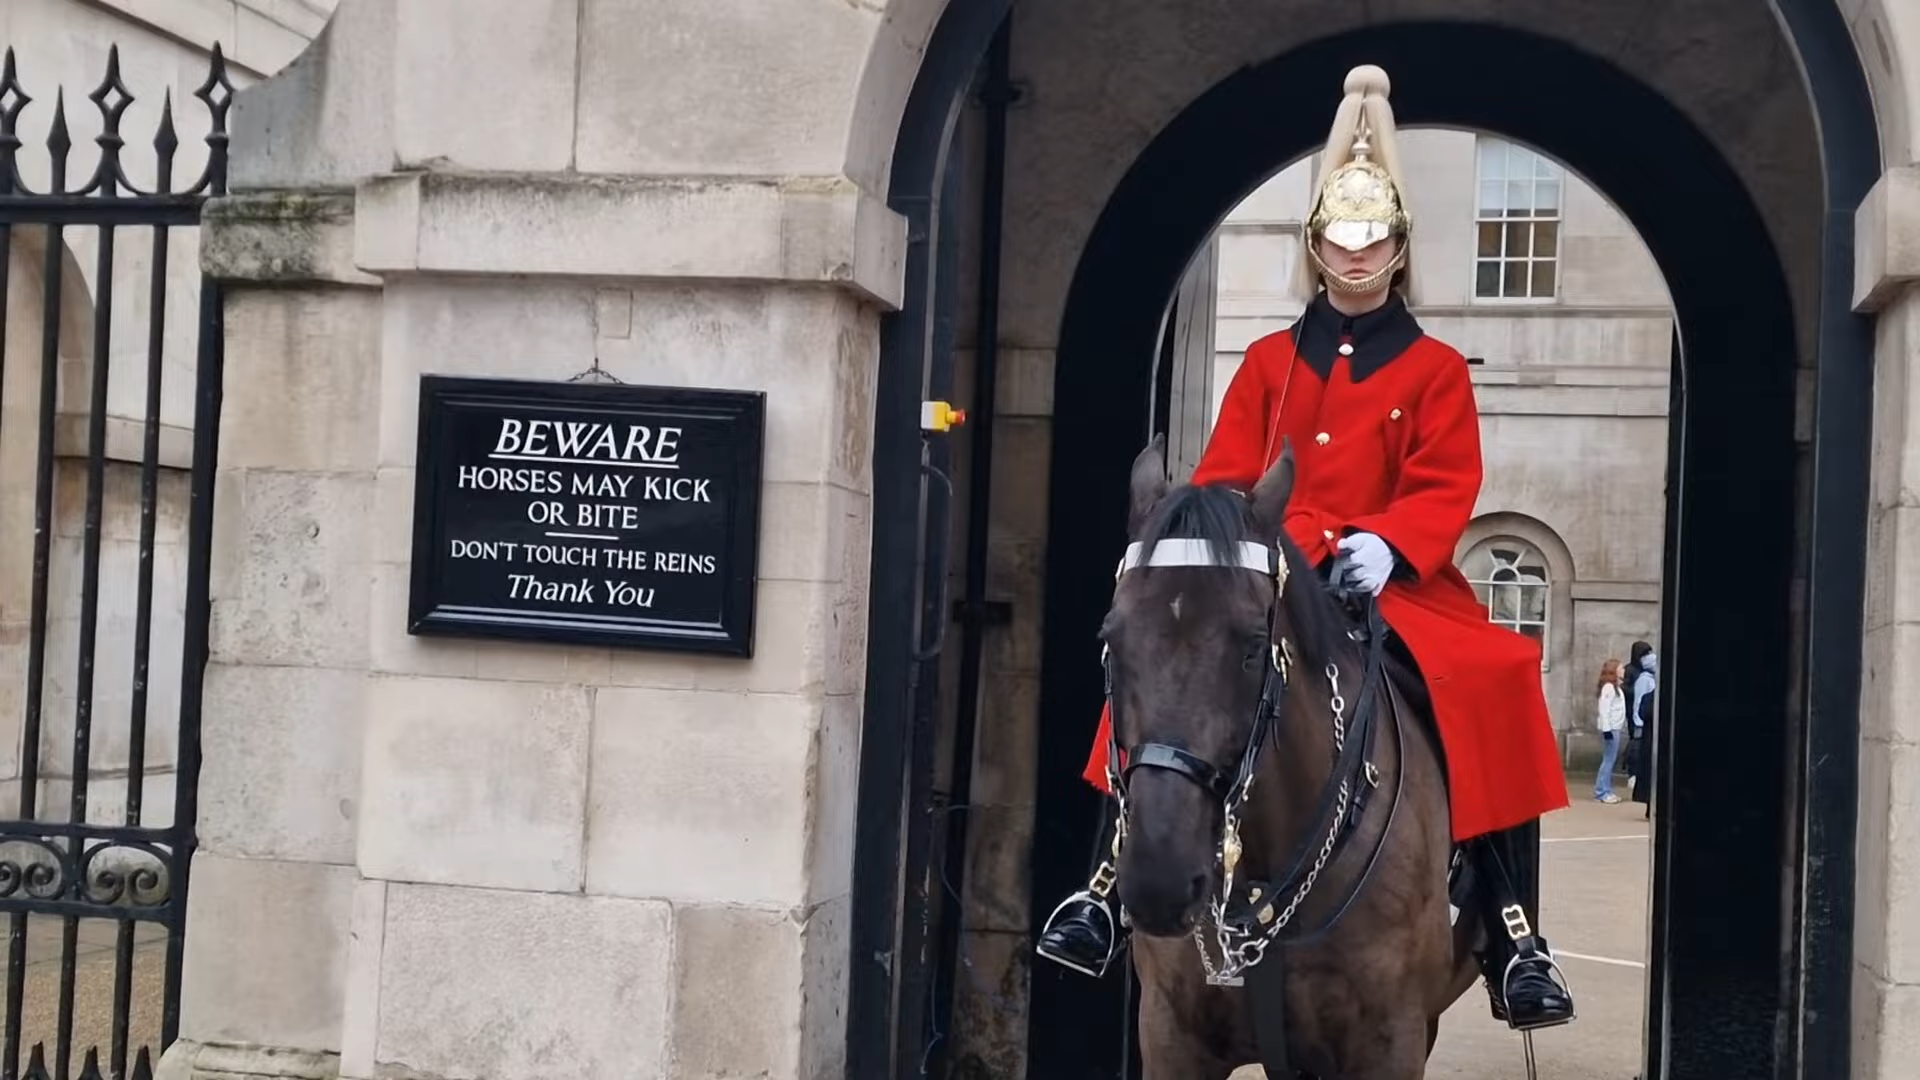 BEWARE
HORSES MAY KICK
OR BITE
DON'T TOUCH THE REINS
Thank You